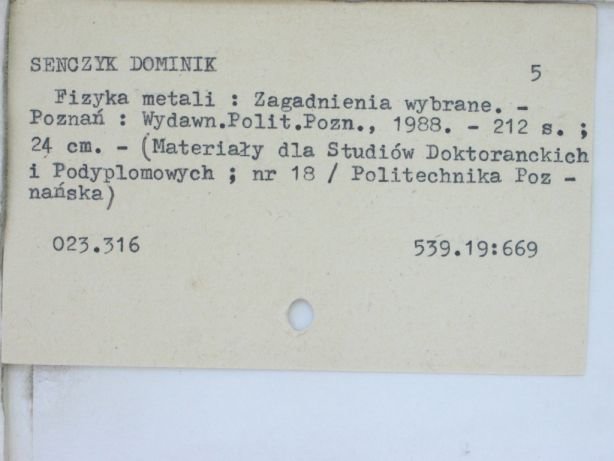 SENCZYK DOMINIK
5
Fizyka metali : Zagadnienia wybrane. -
Poznań : Wydawn.Polit.Pozn., 1988. - 212 s. ;
24 cm. - (Materiały dla Studiów Doktoranckich
i Podyplomowych ; nr 18 / Politechnika Poz -
nańska)
023.316
539.19:669